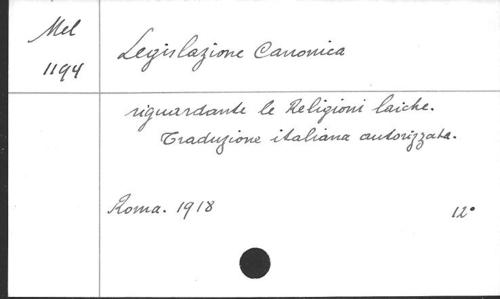 Mel
1194
Legislazione Canonica
riguardante le Religioni laiche.
Traduzione italiana autorizzata.
Roma. 1918
12°